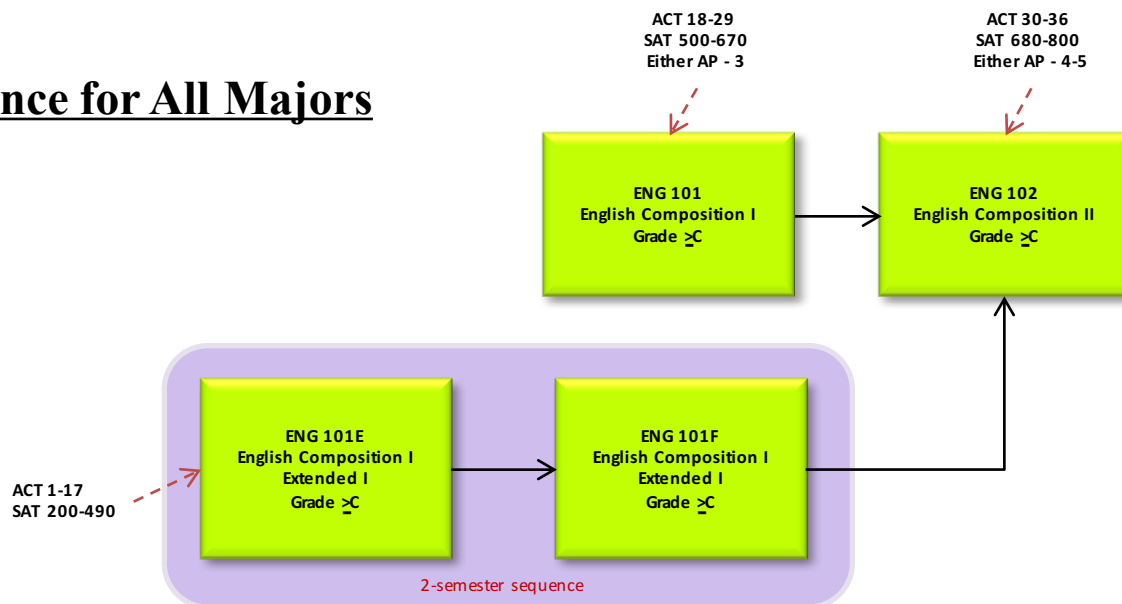 ACT 18-29
SAT 500-670
Either AP - 3
ACT 30-36
SAT 680-800
Either AP - 4-5
nce for All Majors
ENG 101
English Composition I
Grade ≥C
ENG 102
English Composition II
Grade ≥C
ENG 101E
English Composition I
Extended I
Grade ≥C
ENG 101F
English Composition I
Extended I
Grade ≥C
ACT 1-17
SAT 200-490
2-semester sequence